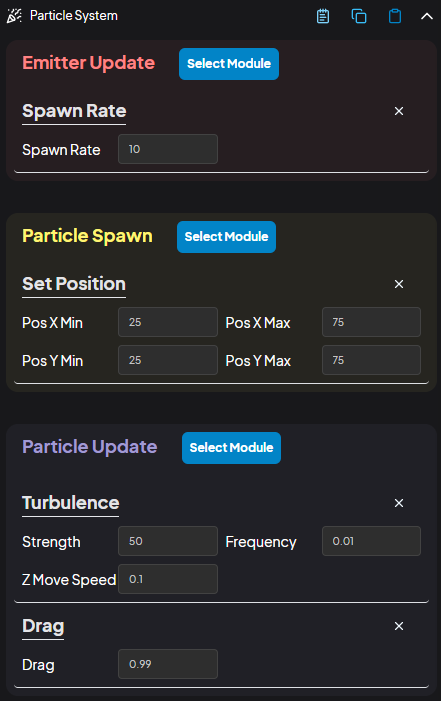 Particle System
Emitter Update Select Module
Spawn Rate
Spawn Rate 10
Particle Spawn Select Module
Set Position
Pos X Min 25 Pos X Max 75
Pos Y Min 25 Pos Y Max 75
Particle Update Select Module
Turbulence
Strength 50 Frequency 0.01
Z Move Speed 0.1
Drag
Drag 0.99